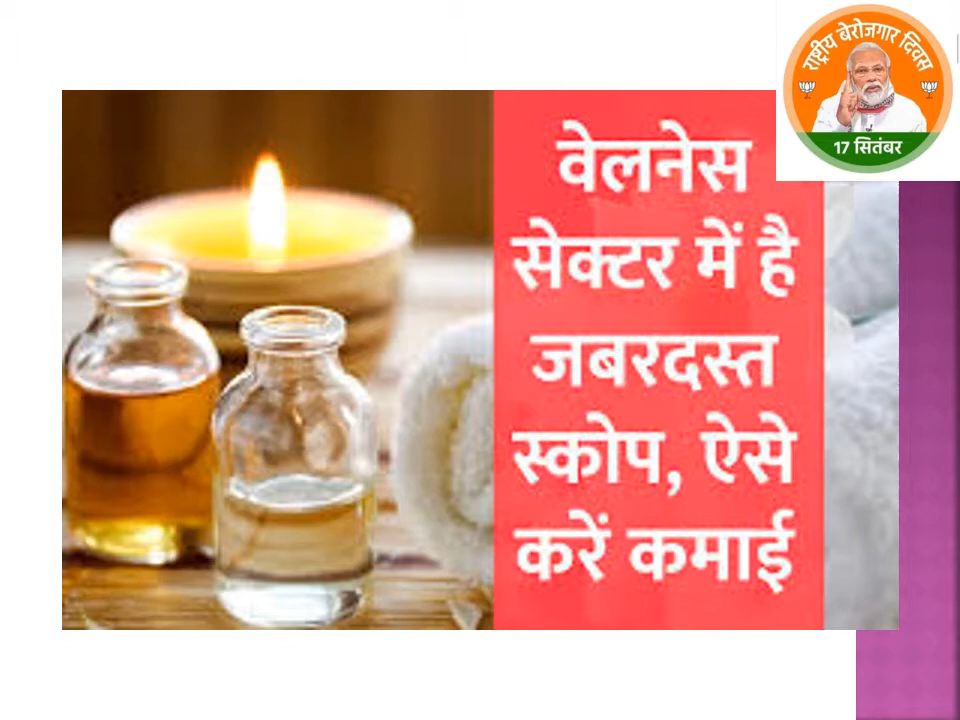 राष्ट्रीय बेरोजगार दिवस
17 सितंबर
वेलनेस
सेक्टर में है
जबरदस्त
स्कोप, ऐसे
करें कमाई